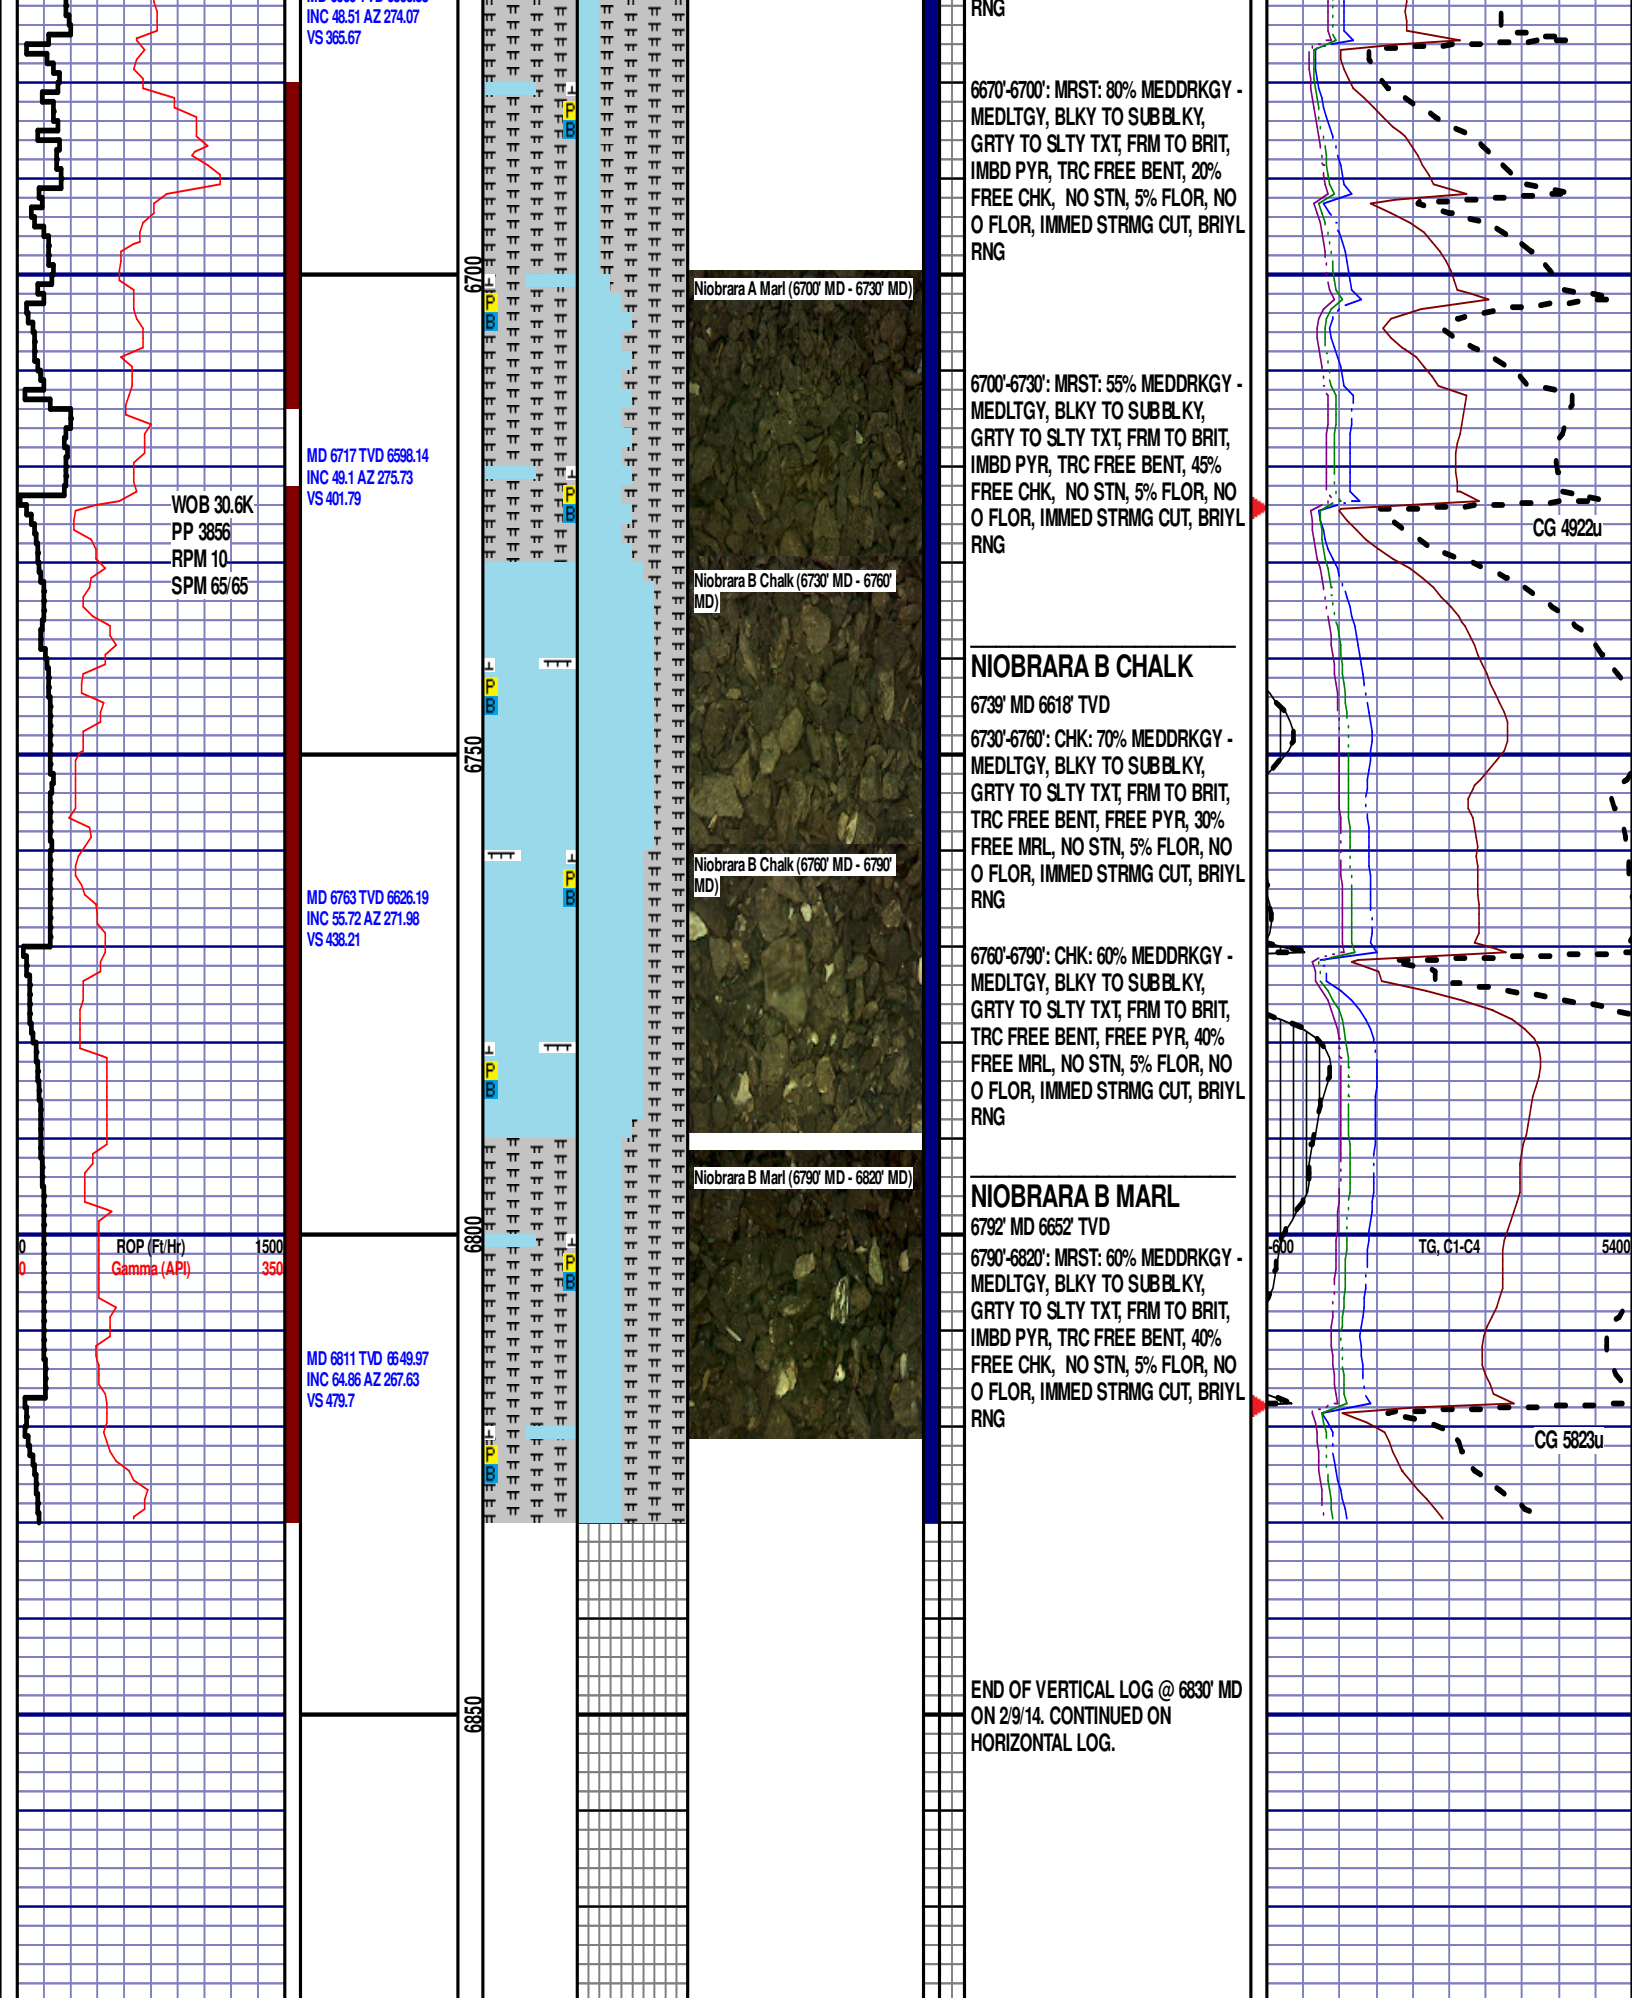 INC 48.51 AZ 274.07
VS 365.67
RNG
6670'-6700': MRST: 80% MEDDRKGY -
MEDLTGY, BLKY TO SUBBLKY,
GRTY TO SLTY TXT, FRM TO BRIT,
IMBD PYR, TRC FREE BENT, 20%
FREE CHK, NO STN, 5% FLOR, NO
O FLOR, IMMED STRMG CUT, BRIYL
RNG
P
B
6700
P
B
Niobrara A Marl (6700' MD - 6730' MD)
6700'-6730': MRST: 55% MEDDRKGY -
MEDLTGY, BLKY TO SUBBLKY,
GRTY TO SLTY TXT, FRM TO BRIT,
IMBD PYR, TRC FREE BENT, 45%
FREE CHK, NO STN, 5% FLOR, NO
O FLOR, IMMED STRMG CUT, BRIYL
RNG
MD 6717 TVD 6598.14
INC 49.1 AZ 275.73
VS 401.79
P
B
WOB 30.6K
PP 3856
RPM 10
SPM 65/65
CG 4922u
Niobrara B Chalk (6730' MD - 6760'
MD)
NIOBRARA B CHALK
6739' MD 6618' TVD
6730'-6760': CHK: 70% MEDDRKGY -
MEDLTGY, BLKY TO SUBBLKY,
GRTY TO SLTY TXT, FRM TO BRIT,
TRC FREE BENT, FREE PYR, 30%
FREE MRL, NO STN, 5% FLOR, NO
O FLOR, IMMED STRMG CUT, BRIYL
RNG
P
B
6750
Niobrara B Chalk (6760' MD - 6790'
MD)
P
B
MD 6763 TVD 6626.19
INC 55.72 AZ 271.98
VS 438.21
6760'-6790': CHK: 60% MEDDRKGY -
MEDLTGY, BLKY TO SUBBLKY,
GRTY TO SLTY TXT, FRM TO BRIT,
TRC FREE BENT, FREE PYR, 40%
FREE MRL, NO STN, 5% FLOR, NO
O FLOR, IMMED STRMG CUT, BRIYL
RNG
P
B
Niobrara B Marl (6790' MD - 6820' MD)
NIOBRARA B MARL
6792' MD 6652' TVD
6790'-6820': MRST: 60% MEDDRKGY -
MEDLTGY, BLKY TO SUBBLKY,
GRTY TO SLTY TXT, FRM TO BRIT,
IMBD PYR, TRC FREE BENT, 40%
FREE CHK, NO STN, 5% FLOR, NO
O FLOR, IMMED STRMG CUT, BRIYL
RNG
6800
0 ROP (Ft/Hr) 1500
0 Gamma (API) 350
-600 TG, C1-C4 5400
P
B
MD 6811 TVD 6649.97
INC 64.86 AZ 267.63
VS 479.7
CG 5823u
P
B
6850
END OF VERTICAL LOG @ 6830' MD
ON 2/9/14. CONTINUED ON
HORIZONTAL LOG.